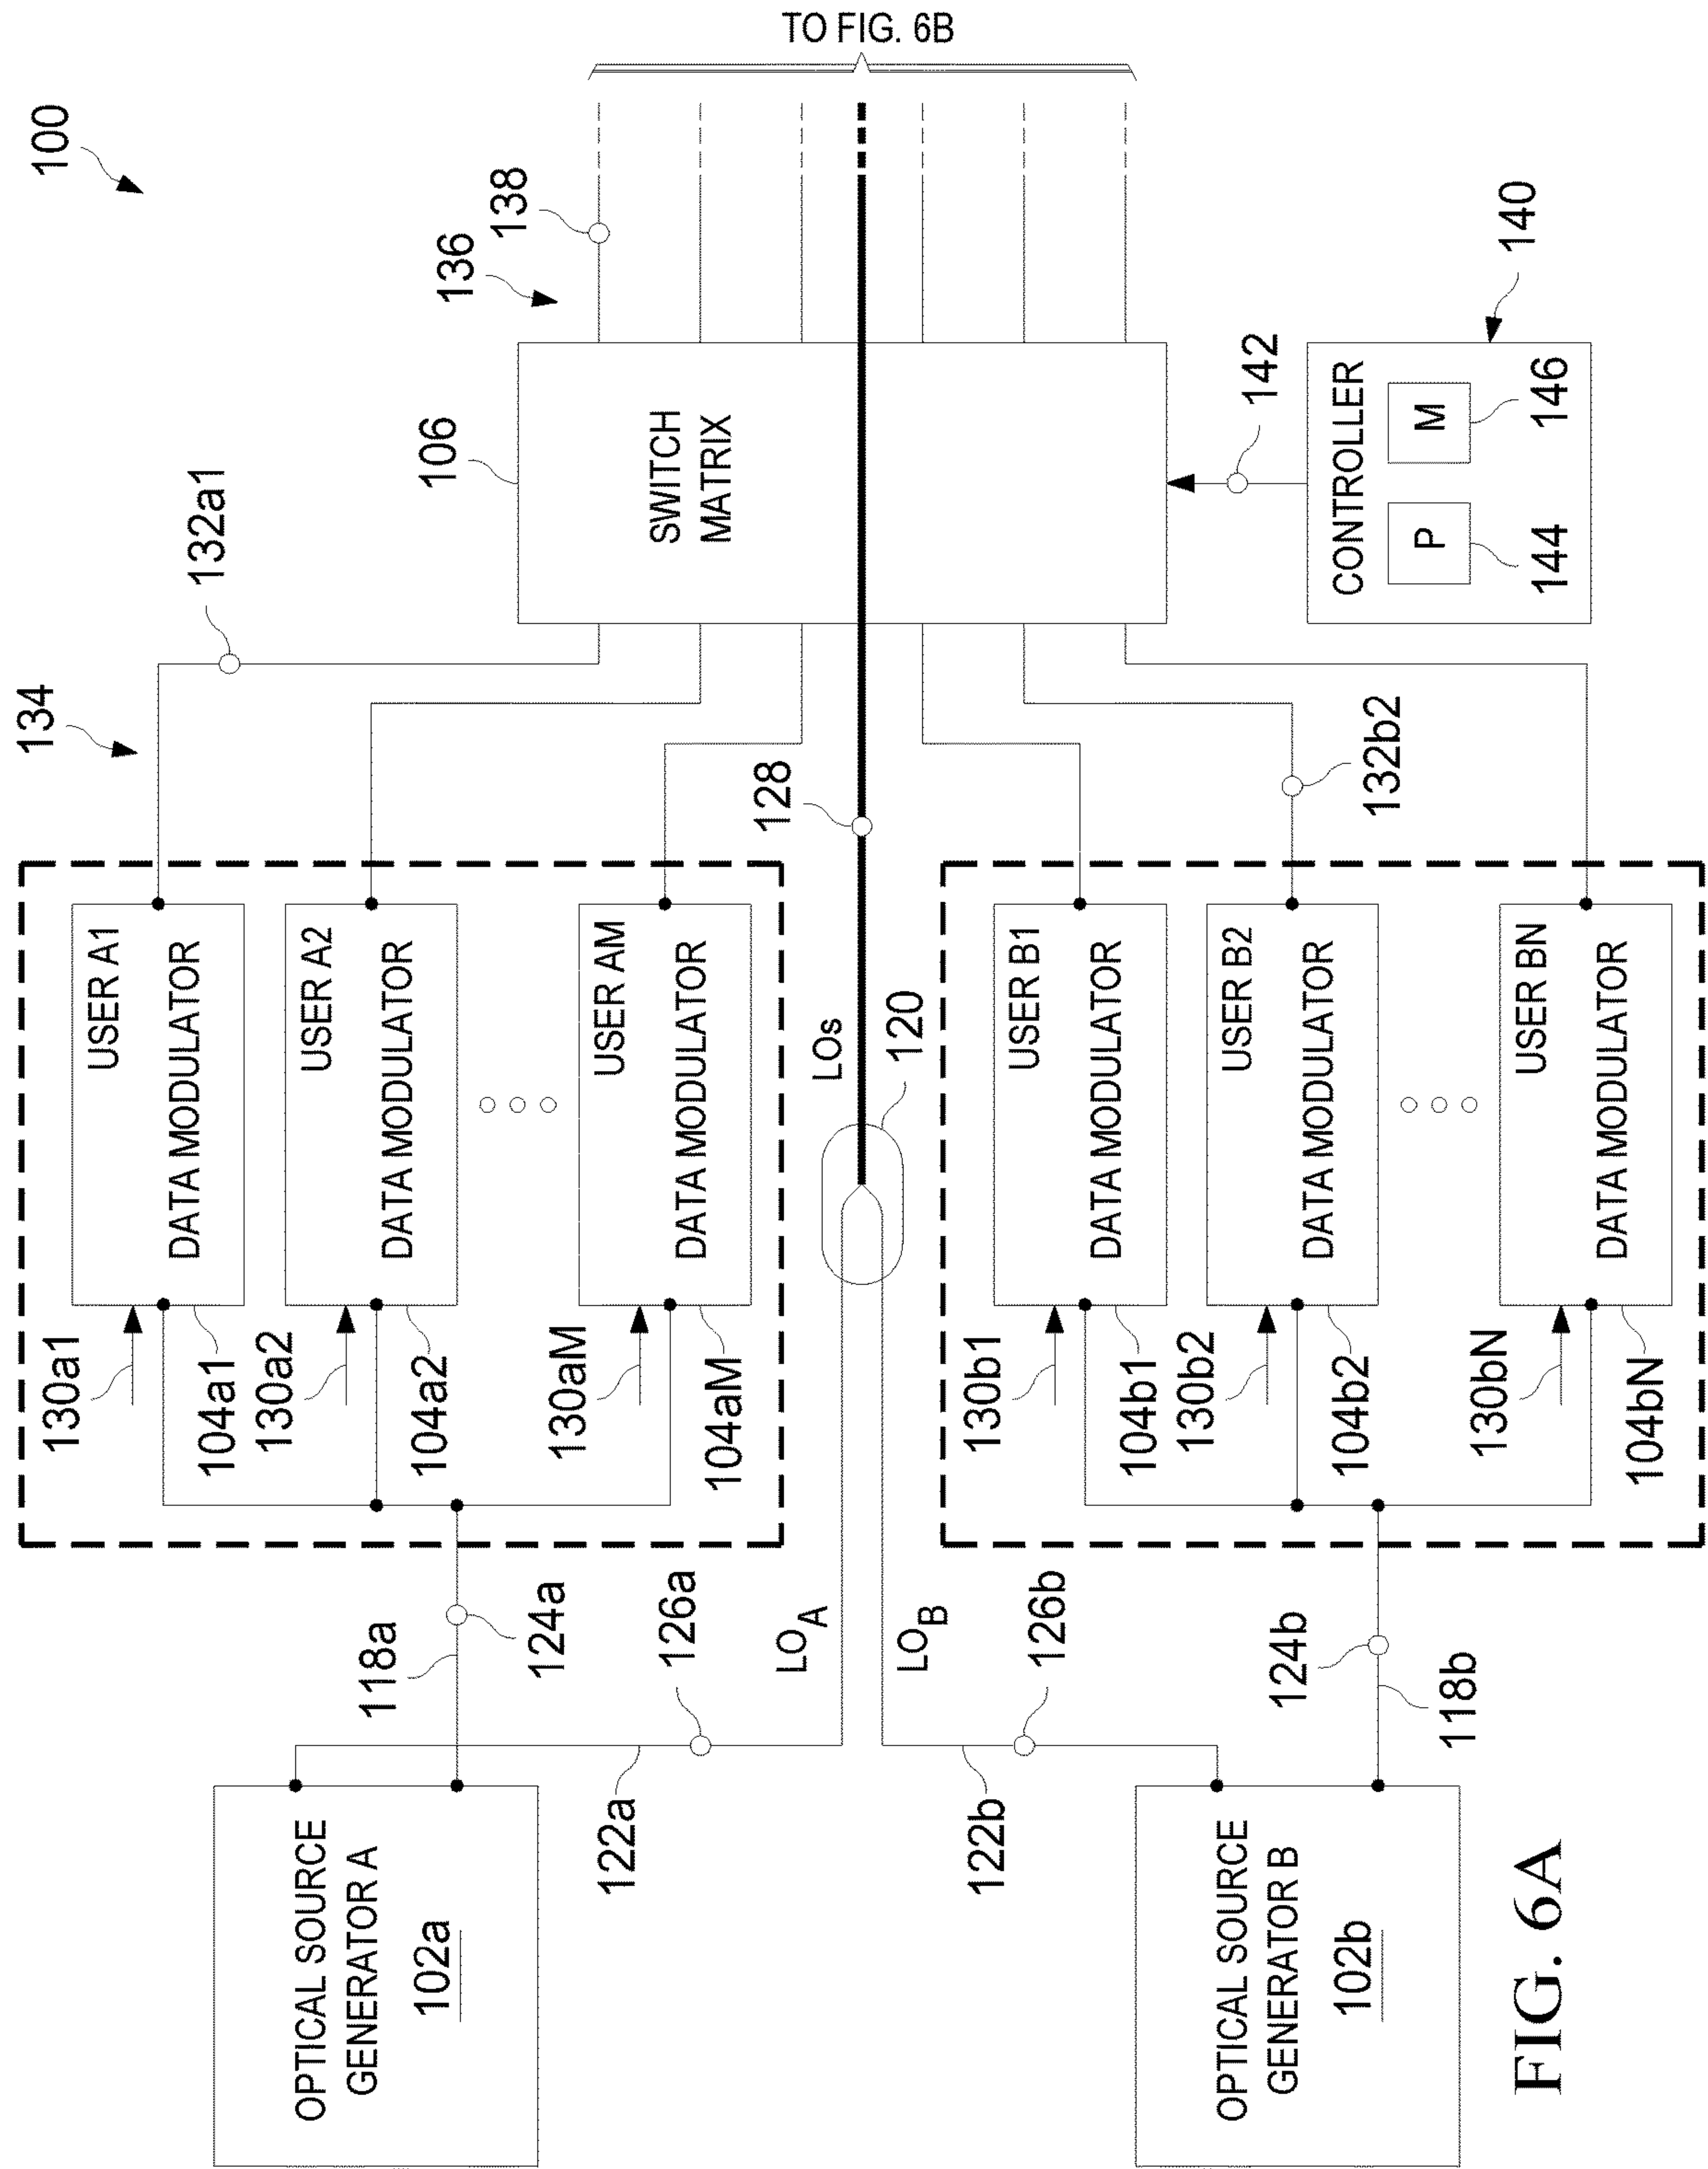 100
TO FIG. 6B
134
132a1
106
136
138
SWITCH
MATRIX
142
140
CONTROLLER
P
M
144
146
128
132b2
130a1
104a1
USER A1
DATA MODULATOR
130a2
104a2
USER A2
DATA MODULATOR
130aM
104aM
USER AM
DATA MODULATOR
LOs
120
130b1
104b1
USER B1
DATA MODULATOR
130b2
104b2
USER B2
DATA MODULATOR
130bN
104bN
USER BN
DATA MODULATOR
118a
124a
126a
LOA
LOB
126b
124b
118b
122a
122b
OPTICAL SOURCE
GENERATOR A
102a
OPTICAL SOURCE
GENERATOR B
102b
FIG. 6A